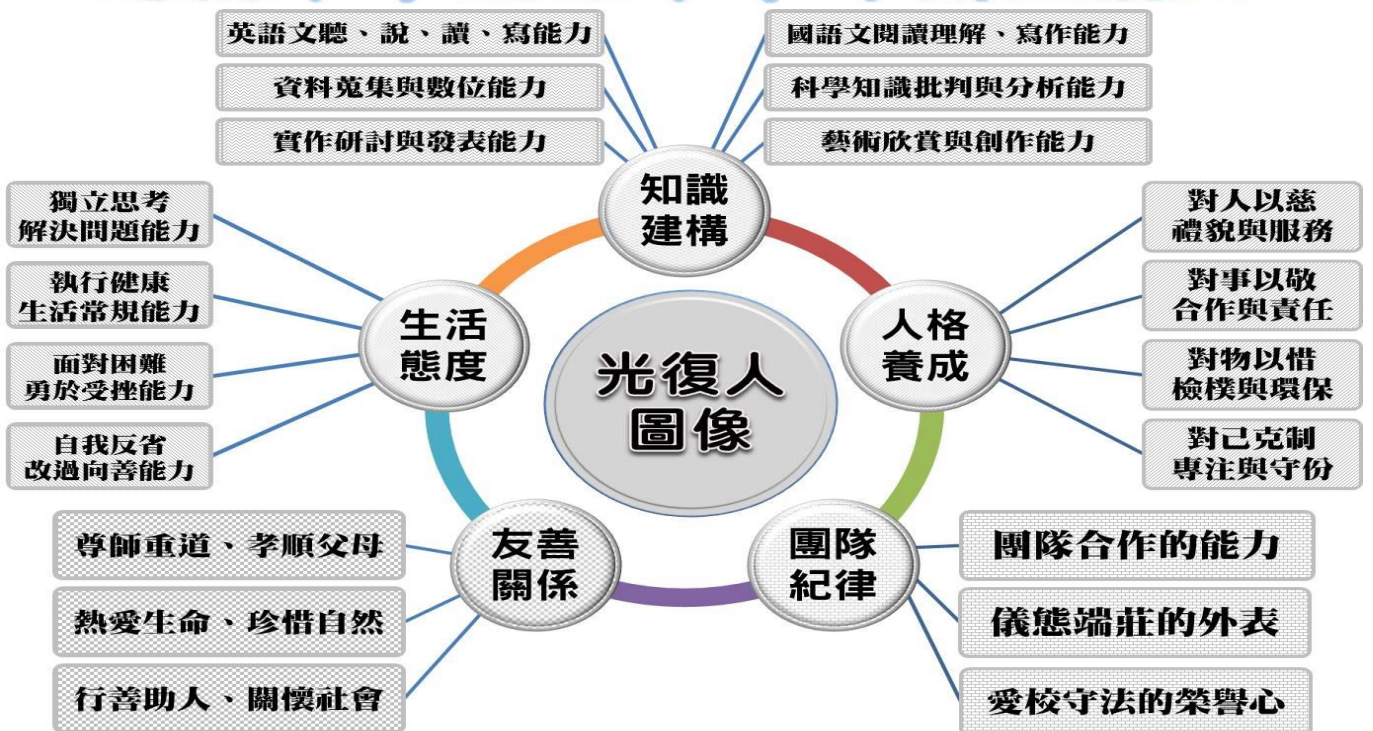 英語文聽、說、讀、寫能力
資料蒐集與數位能力
實作研討與發表能力
國語文閱讀理解、寫作能力
科學知識批判與分析能力
藝術欣賞與創作能力
知識
建構
獨立思考
解決問題能力
執行健康
生活常規能力
面對困難
勇於受挫能力
自我反省
改過向善能力
生活
態度
光復人
圖像
人格
養成
對人以慈
禮貌與服務
對事以敬
合作與責任
對物以惜
檢樸與環保
對己克制
專注與守份
尊師重道、孝順父母
熱愛生命、珍惜自然
行善助人、關懷社會
友善
關係
團隊
紀律
團隊合作的能力
儀態端莊的外表
愛校守法的榮譽心